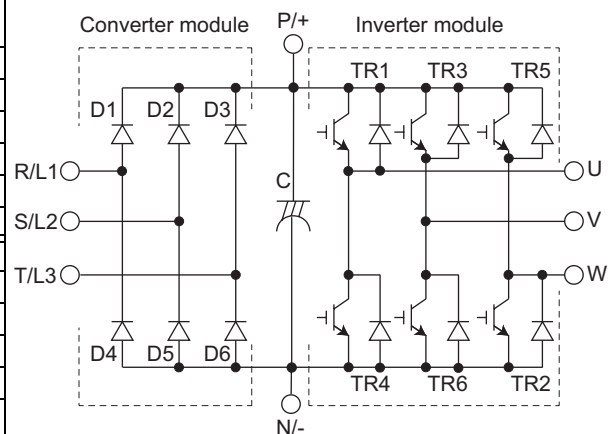 Converter module
P/+
Inverter module
TR1 TR3 TR5
D1 D2 D3
R/L1
U
C
S/L2
V
T/L3
W
D4 D5 D6
TR4 TR6 TR2
N/-